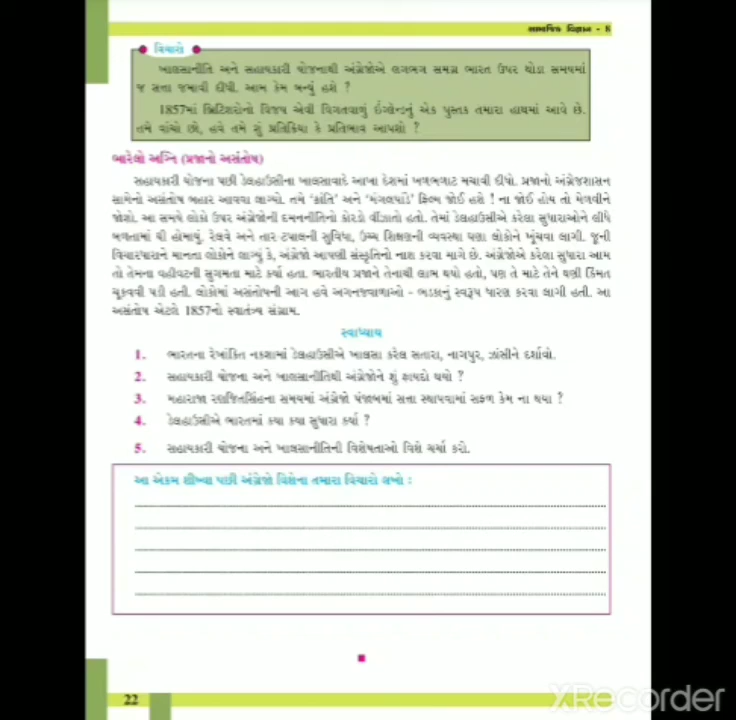 સામાજિક વિજ્ઞાન - 8
વિચારો
ખાલસાનીતિ અને સહાયકારી યોજનાથી અંગ્રેજોએ લગભગ સમગ્ર ભારત ઉપર થોડા સમયમાં
જ સત્તા જમાવી દીધી. આમ કેમ બન્યું હશે ?
1857માં બ્રિટિશરોનો વિજય એવી વિગતવાળું ઈંગ્લેન્ડનું એક પુસ્તક તમારા હાથમાં આવે છે.
તમે વાંચો છો, હવે તમે શું પ્રતિક્રિયા કે પ્રતિભાવ આપશો ?
ભારેલો અગ્નિ (પ્રજાનો અસંતોષ)
સહાયકારી યોજના પછી ડેલહાઉસીના ખાલસાવાદે આખા દેશમાં ખળભળાટ મચાવી દીધો. પ્રજાનો અંગ્રેજશાસન
સામેનો અસંતોષ બહાર આવવા લાગ્યો. તમે ‘ક્રાંતિ’ અને ‘મંગલપાંડે’ ફિલ્મ જોઈ હશે ! ના જોઈ હોય તો મેળવીને
જોશો. આ સમયે લોકો ઉપર અંગ્રેજોની દમનનીતિનો કોરડો વીંઝાતો હતો. તેમાં ડેલહાઉસીએ કરેલા સુધારાઓને લીધે
બળતામાં ઘી હોમાયું. રેલવે અને તાર ટપાલની સુવિધા, ઉચ્ચ શિક્ષણની વ્યવસ્થા ઘણા લોકોને ખૂંચવા લાગી. જૂની
વિચારધારાને માનતા લોકોને લાગ્યું કે, અંગ્રેજો આપણી સંસ્કૃતિનો નાશ કરવા માગે છે. અંગ્રેજોએ કરેલા સુધારા આમ
તો તેમના વહીવટની સુગમતા માટે કર્યા હતા. ભારતીય પ્રજાને તેનાથી લાભ થયો હતો, પણ તે માટે તેને ઘણી કિંમત
ચૂકવવી પડી હતી. લોકોમાં અસંતોષની આગ હવે અગનજ્વાળાઓ - ભડકાનું સ્વરૂપ ધારણ કરવા લાગી હતી. આ
અસંતોષ એટલે 1857નો સ્વાતંત્ર્ય સંગ્રામ.
સ્વાધ્યાય
1. ભારતના રેખાંકિત નકશામાં ડેલહાઉસીએ ખાલસા કરેલ સતારા, નાગપુર, ઝાંસીને દર્શાવો.
2. સહાયકારી યોજના અને ખાલસાનીતિથી અંગ્રેજોને શું ફાયદો થયો ?
3. મહારાજા રણજિતસિંહના સમયમાં અંગ્રેજો પંજાબમાં સત્તા સ્થાપવામાં સફળ કેમ ના થયા ?
4. ડેલહાઉસીએ ભારતમાં કયા કયા સુધારા કર્યા ?
5. સહાયકારી યોજના અને ખાલસાનીતિની વિશેષતાઓ વિશે ચર્ચા કરો.
આ એકમ શીખ્યા પછી અંગ્રેજો વિશેના તમારા વિચારો લખો :
22
XRecorder